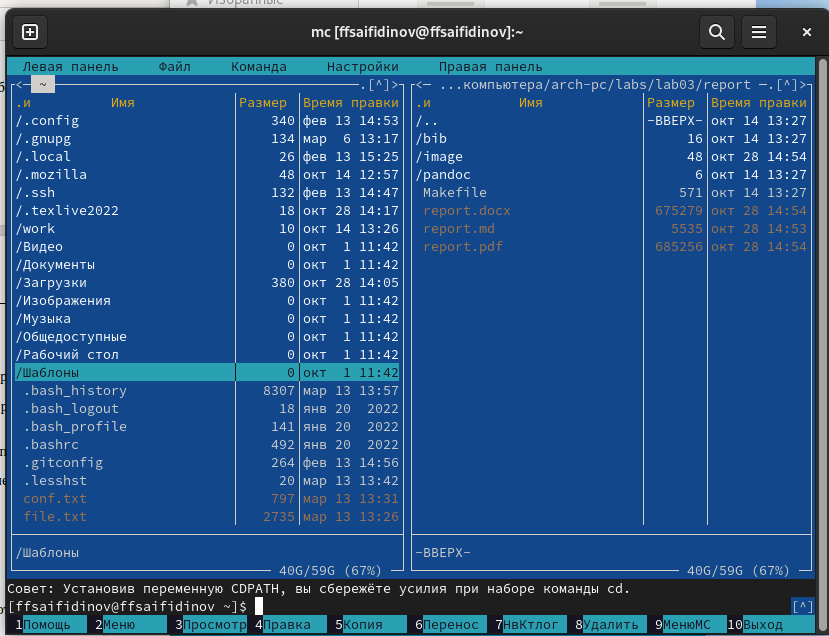 Избранные
mc [ffsaifidinov@ffsaifidinov]:~
Левая панель Файл Команда Настройки Правая панель
<— ~ —.[^]>
.и Имя Размер Время правки
/.config 340 фев 13 14:53
/.gnupg 134 мар 6 13:17
/.local 26 фев 13 15:25
/.mozilla 48 окт 14 12:57
/.ssh 132 фев 13 14:47
/.texlive2022 18 окт 28 14:17
/work 10 окт 14 13:26
/Видео 0 окт 1 11:42
/Документы 0 окт 1 11:42
/Загрузки 380 окт 28 14:05
/Изображения 0 окт 1 11:42
/Музыка 0 окт 1 11:42
/Общедоступные 0 окт 1 11:42
/Рабочий стол 0 окт 1 11:42
/Шаблоны 0 окт 1 11:42
.bash_history 8307 мар 13 13:57
.bash_logout 18 янв 20 2022
.bash_profile 141 янв 20 2022
.bashrc 492 янв 20 2022
.gitconfig 264 фев 13 14:56
.lesshst 20 мар 13 13:42
conf.txt 797 мар 13 13:31
file.txt 2735 мар 13 13:26
/Шаблоны
40G/59G (67%)
<— ...компьютера/arch-pc/labs/lab03/report —.[^]>
.и Имя Размер Время правки
/.. -ВВЕРХ- окт 14 13:27
/bib 16 окт 14 13:27
/image 48 окт 28 14:54
/pandoc 6 окт 14 13:27
Makefile 571 окт 14 13:27
report.docx 675279 окт 28 14:54
report.md 5535 окт 28 14:53
report.pdf 685256 окт 28 14:54
-ВВЕРХ-
40G/59G (67%)
Совет: Установив переменную CDPATH, вы сбережёте усилия при наборе команды cd.
[ffsaifidinov@ffsaifidinov ~]$ [^]
1Помощь 2Меню 3Просмотр 4Правка 5Копия 6Перенос 7НвКтлог 8Удалить 9МенюМС 10Выход